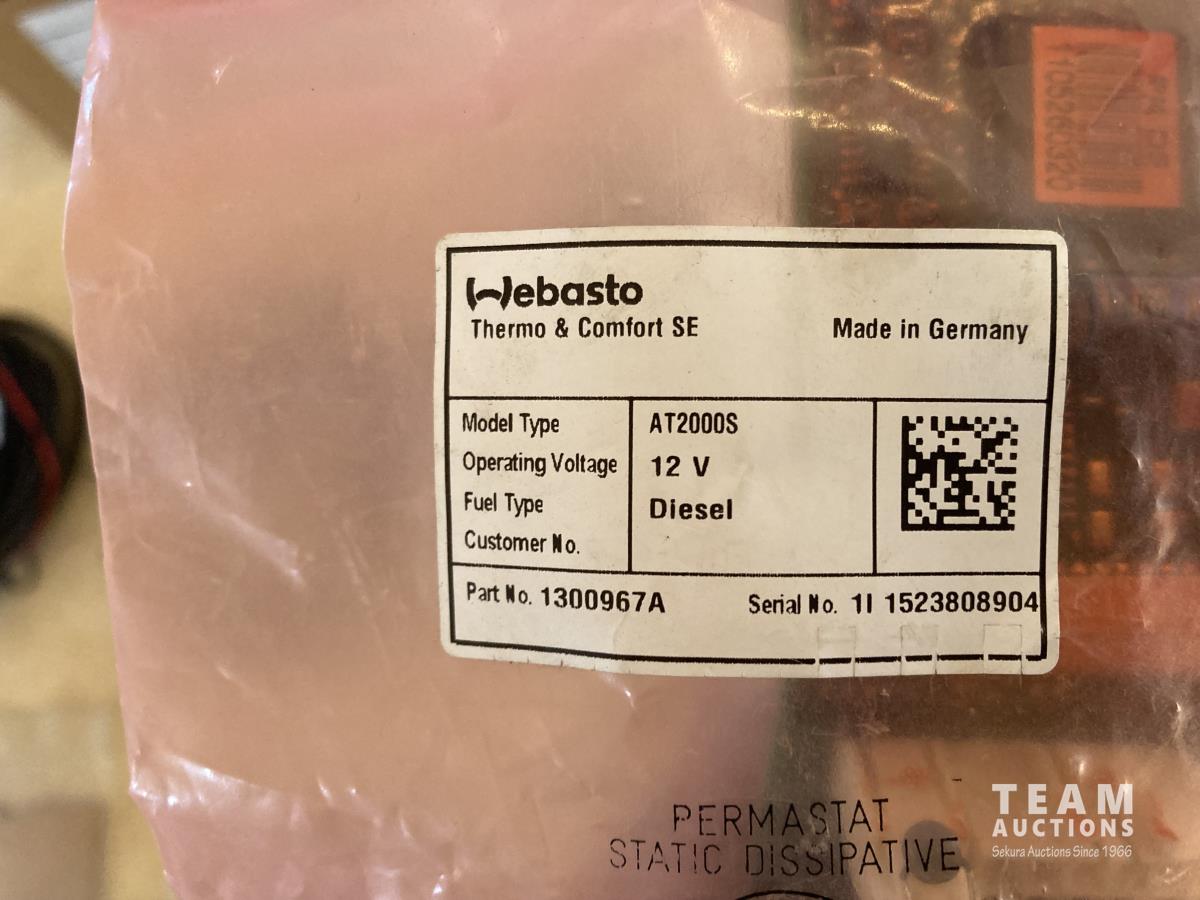 Webasto
Thermo & Comfort SE
Made in Germany
Model Type AT2000S
Operating Voltage 12 V
Fuel Type Diesel
Customer No.
Part No. 1300967A
Serial No. 1I 1523808904
PERMASTAT
STATIC DISSIPATIVE
TEAM
AUCTIONS
Sekura Auctions Since 1966